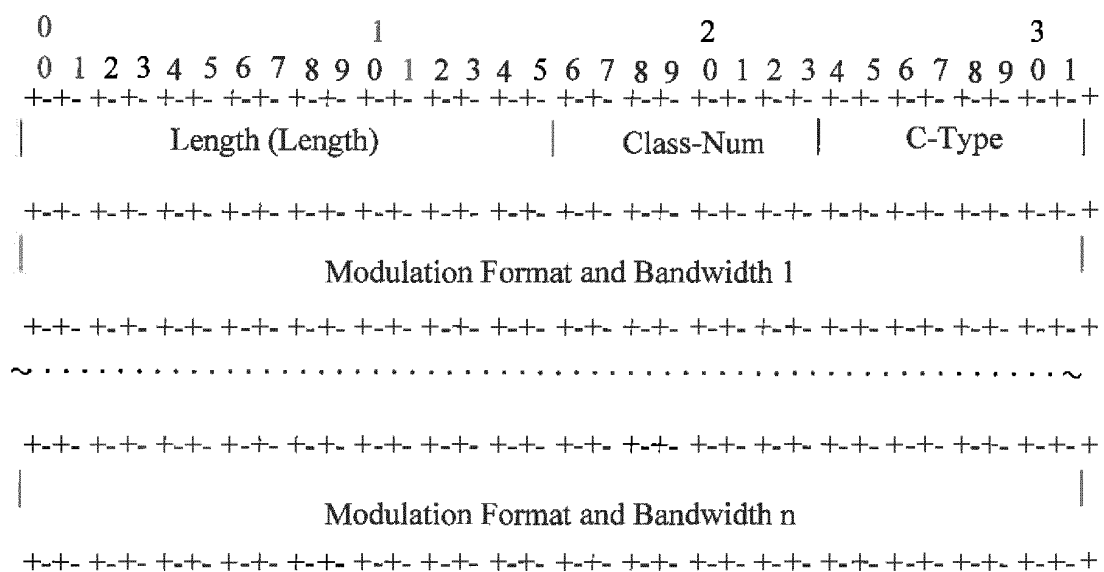 0 1 2 3
0 1 2 3 4 5 6 7 8 9 0 1 2 3 4 5 6 7 8 9 0 1 2 3 4 5 6 7 8 9 0 1
+-+- +-+- +-+- +-+- +-+- +-+- +-+- +-+- +-+- +-+- +-+- +-+- +-+- +-+- +-+- +-+- +
| Length (Length) | Class-Num | C-Type |
+-+- +-+- +-+- +-+- +-+- +-+- +-+- +-+- +-+- +-+- +-+- +-+- +-+- +-+- +-+- +-+- +
| Modulation Format and Bandwidth 1 |
+-+- +-+- +-+- +-+- +-+- +-+- +-+- +-+- +-+- +-+- +-+- +-+- +-+- +-+- +-+- +-+- +
~ . . . . . . . . . . . . . . . . . . . . . . . . . . . . . . . . . . . . . . . . . . . . . . . . . . . . . . . . ~
+-+- +-+- +-+- +-+- +-+- +-+- +-+- +-+- +-+- +-+- +-+- +-+- +-+- +-+- +-+- +-+- +
| Modulation Format and Bandwidth n |
+-+- +-+- +-+- +-+- +-+- +-+- +-+- +-+- +-+- +-+- +-+- +-+- +-+- +-+- +-+- +-+- +